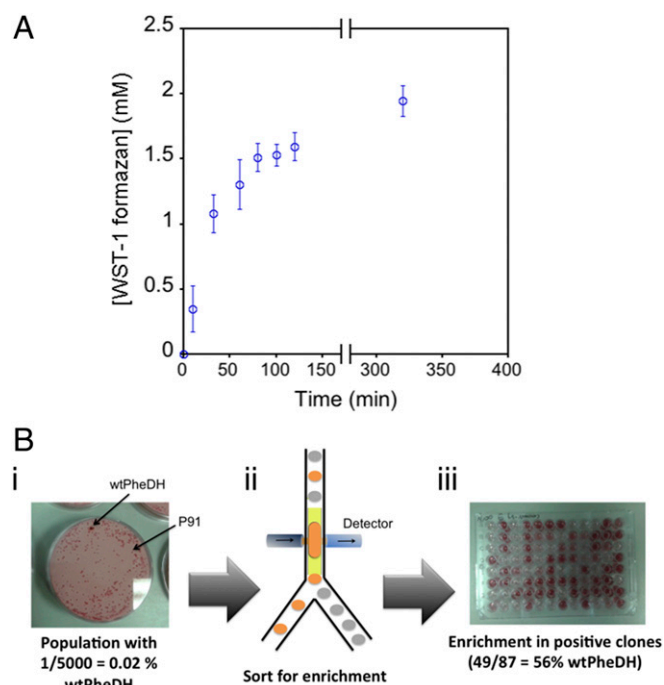 A
2.5
2
1.5
1
0.5
0
[WST-1 formazan] (mM)
0 50 100 150 300 350 400
Time (min)
B
i
ii
iii
wtPheDH
P91
Detector
Population with
1/5000 = 0.02 %
wtPheDH
Sort for enrichment
Enrichment in positive clones
(49/87 = 56% wtPheDH)